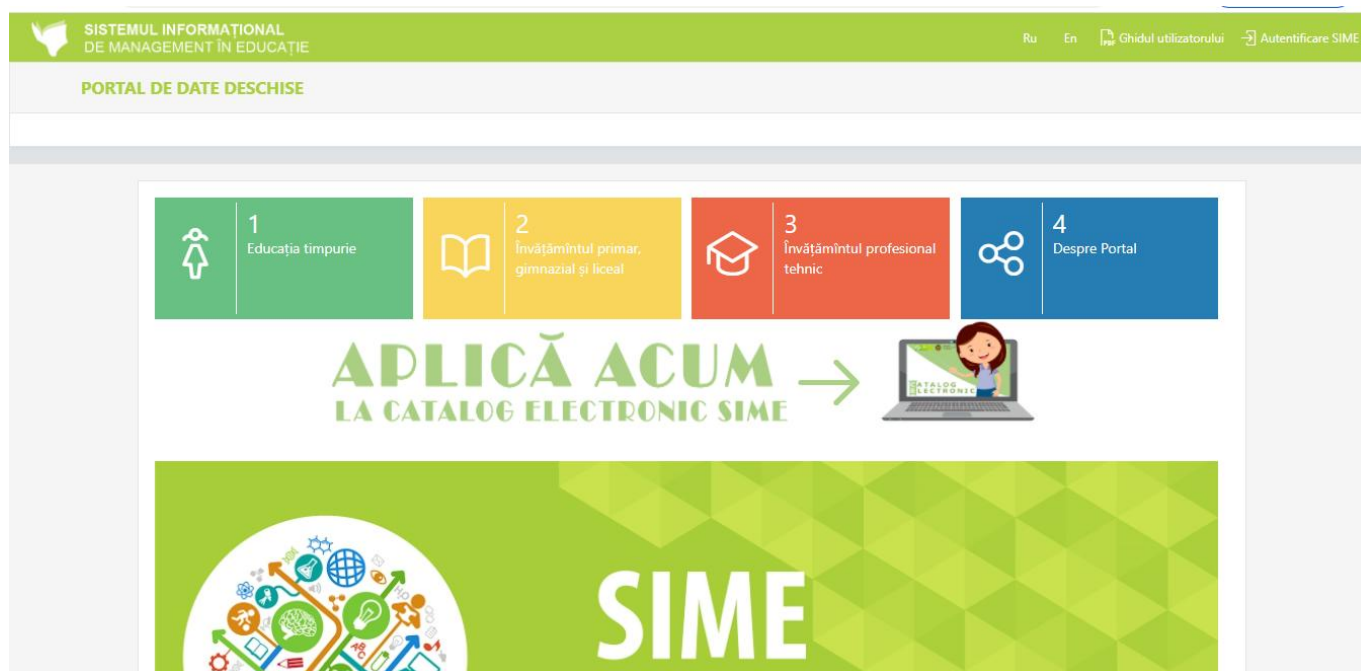 SISTEMUL INFORMAȚIONAL
DE MANAGEMENT ÎN EDUCAȚIE
Ru En Ghidul utilizatorului Autentificare SIME
PORTAL DE DATE DESCHISE
1
Educația timpurie
2
Învățămîntul primar,
gimnazial și liceal
3
Învățămîntul profesional
tehnic
4
Despre Portal
APLICĂ ACUM
LA CATALOG ELECTRONIC SIME
CATALOG
ELECTRONIC
SIME